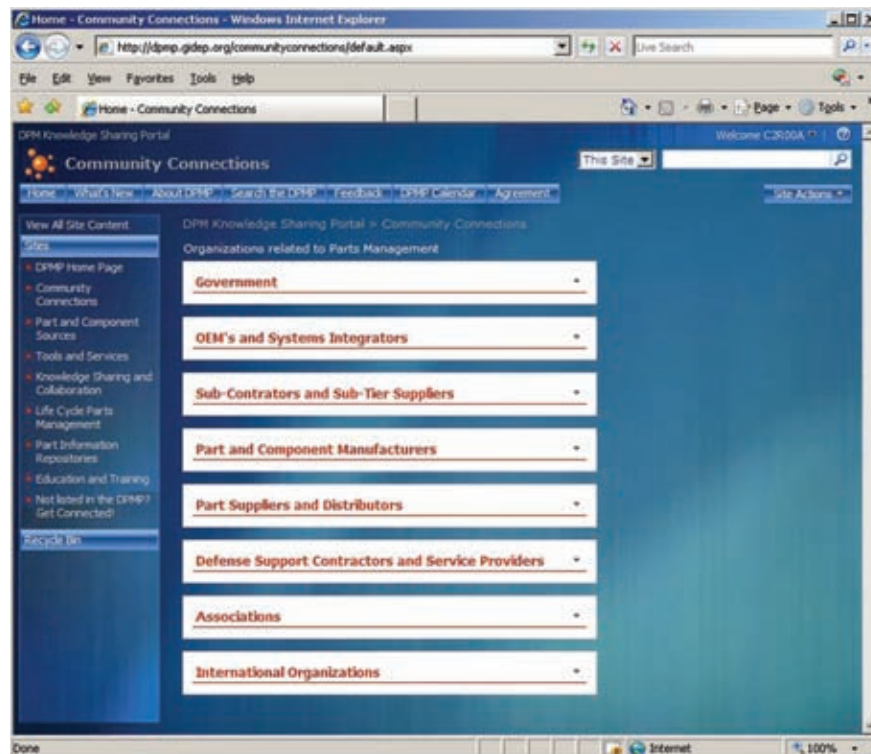 Home - Community Connections - Windows Internet Explorer
http://dpmp.gidep.org/communityconnections/default.aspx
Live Search
File Edit View Favorites Tools Help
Home - Community Connections
Page Tools
DPM Knowledge Sharing Portal
Welcome C2R00A
Community Connections
This Site
Home What's New About DPMP Search the DPMP Feedback DPMP Calendar Agreement Site Actions
View All Site Content
Sites
DPMP Home Page
Community
Connections
Part and Component
Sources
Tools and Services
Knowledge Sharing and
Collaboration
Life Cycle Parts
Management
Part Information
Repositories
Education and Training
Not listed in the DPMP?
Get Connected!
Recycle Bin
DPM Knowledge Sharing Portal > Community Connections
Organizations related to Parts Management
Government
OEM's and Systems Integrators
Sub-Contrators and Sub-Tier Suppliers
Part and Component Manufacturers
Part Suppliers and Distributors
Defense Support Contractors and Service Providers
Associations
International Organizations
Done
Internet
100%